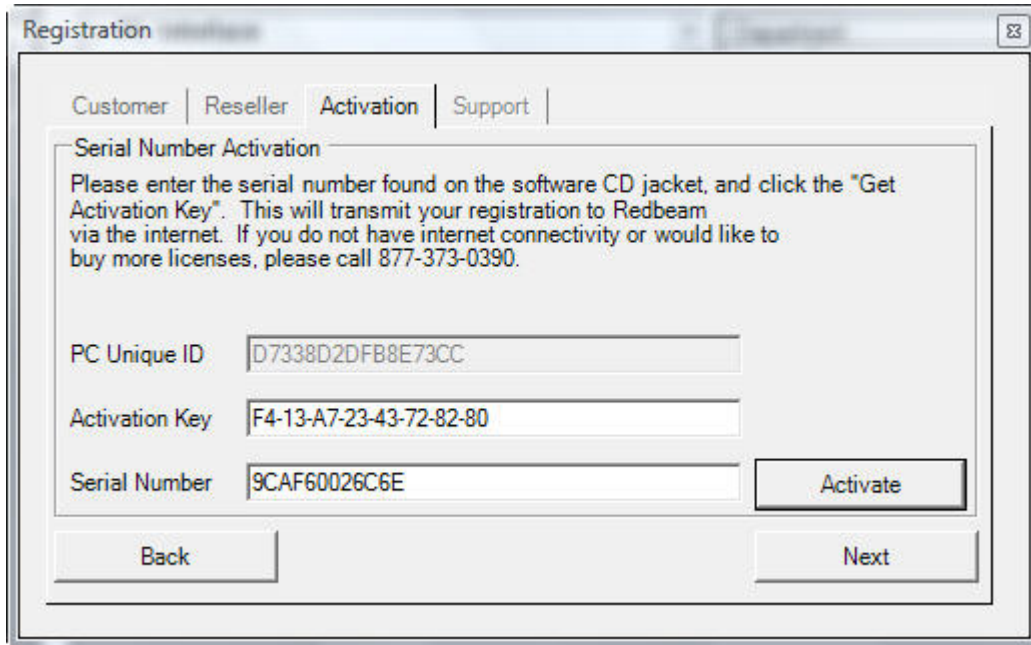 Registration
Customer Reseller Activation Support
Serial Number Activation
Please enter the serial number found on the software CD jacket, and click the "Get
Activation Key". This will transmit your registration to Redbeam
via the internet. If you do not have internet connectivity or would like to
buy more licenses, please call 877-373-0390.
PC Unique ID D7338D2DFB8E73CC
Activation Key F4-13-A7-23-43-72-82-80
Serial Number 9CAF60026C6E Activate
Back Next